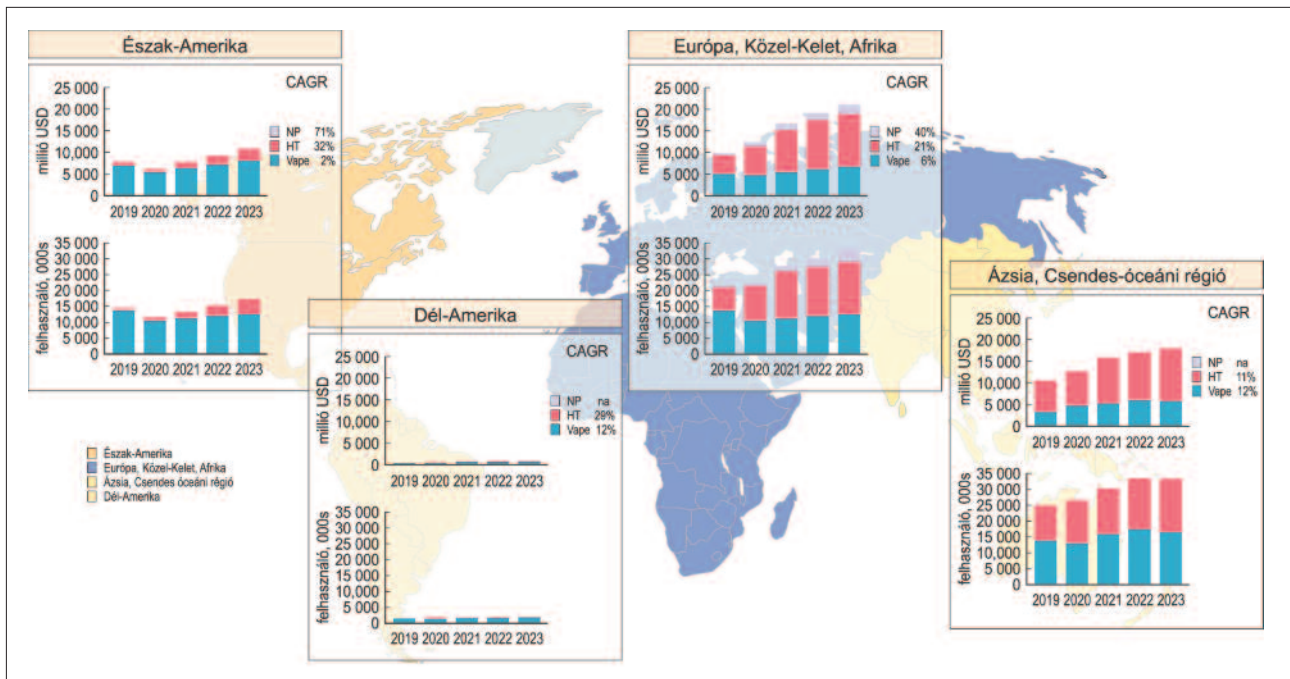 Észak-Amerika
CAGR
millió USD
25 000
20 000
15 000
10 000
5 000
0
NP 71%
HT 32%
Vape 2%
2019 2020 2021 2022 2023
felhasználó, 000s
35 000
30 000
25 000
20 000
15 000
10,000
5 000
0
2019 2020 2021 2022 2023
Európa, Közel-Kelet, Afrika
CAGR
millió USD
25 000
20 000
15 000
10,000
5 000
0
NP 40%
HT 21%
Vape 6%
2019 2020 2021 2022 2023
felhasználó, 000s
35 000
30 000
25 000
20 000
15 000
10,000
5 000
0
2019 2020 2021 2022 2023
Dél-Amerika
CAGR
millió USD
25 000
20 000
15 000
10,000
5 000
0
NP na
HT 29%
Vape 12%
2019 2020 2021 2022 2023
felhasználó, 000s
35 000
30 000
25 000
20 000
15 000
10 000
5 000
0
2019 2020 2021 2022 2023
Ázsia, Csendes-óceáni régió
CAGR
millió USD
25 000
20 000
15 000
10 000
5 000
0
NP na
HT 11%
Vape 12%
2019 2020 2021 2022 2023
felhasználó, 000s
35 000
30 000
25 000
20 000
15 000
10 000
5 000
0
2019 2020 2021 2022 2023
Észak-Amerika
Európa, Közel-Kelet, Afrika
Ázsia, Csendes óceáni régió
Dél-Amerika